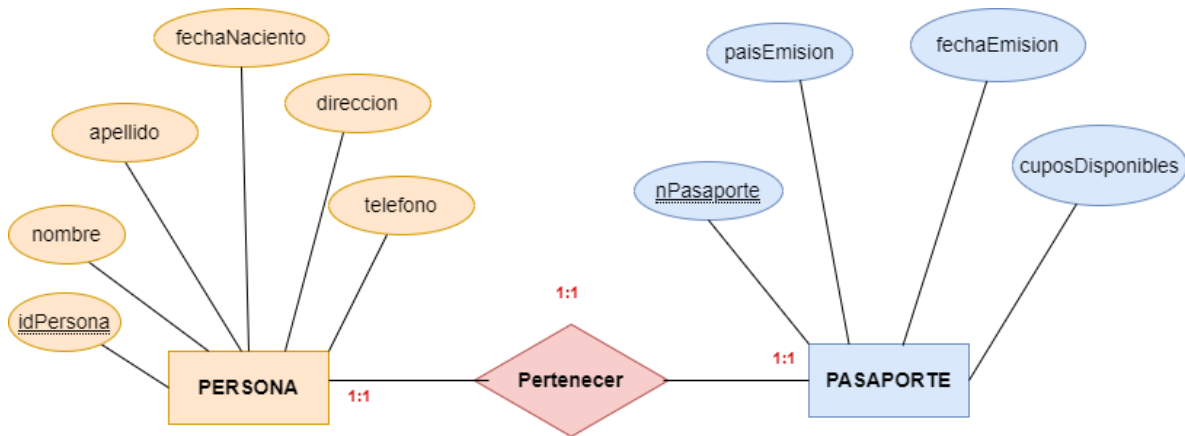 fechaNaciento
direccion
apellido
telefono
nombre
idPersona
PERSONA
1:1
1:1
Pertenecer
1:1
paisEmision
fechaEmision
cuposDisponibles
nPasaporte
PASAPORTE